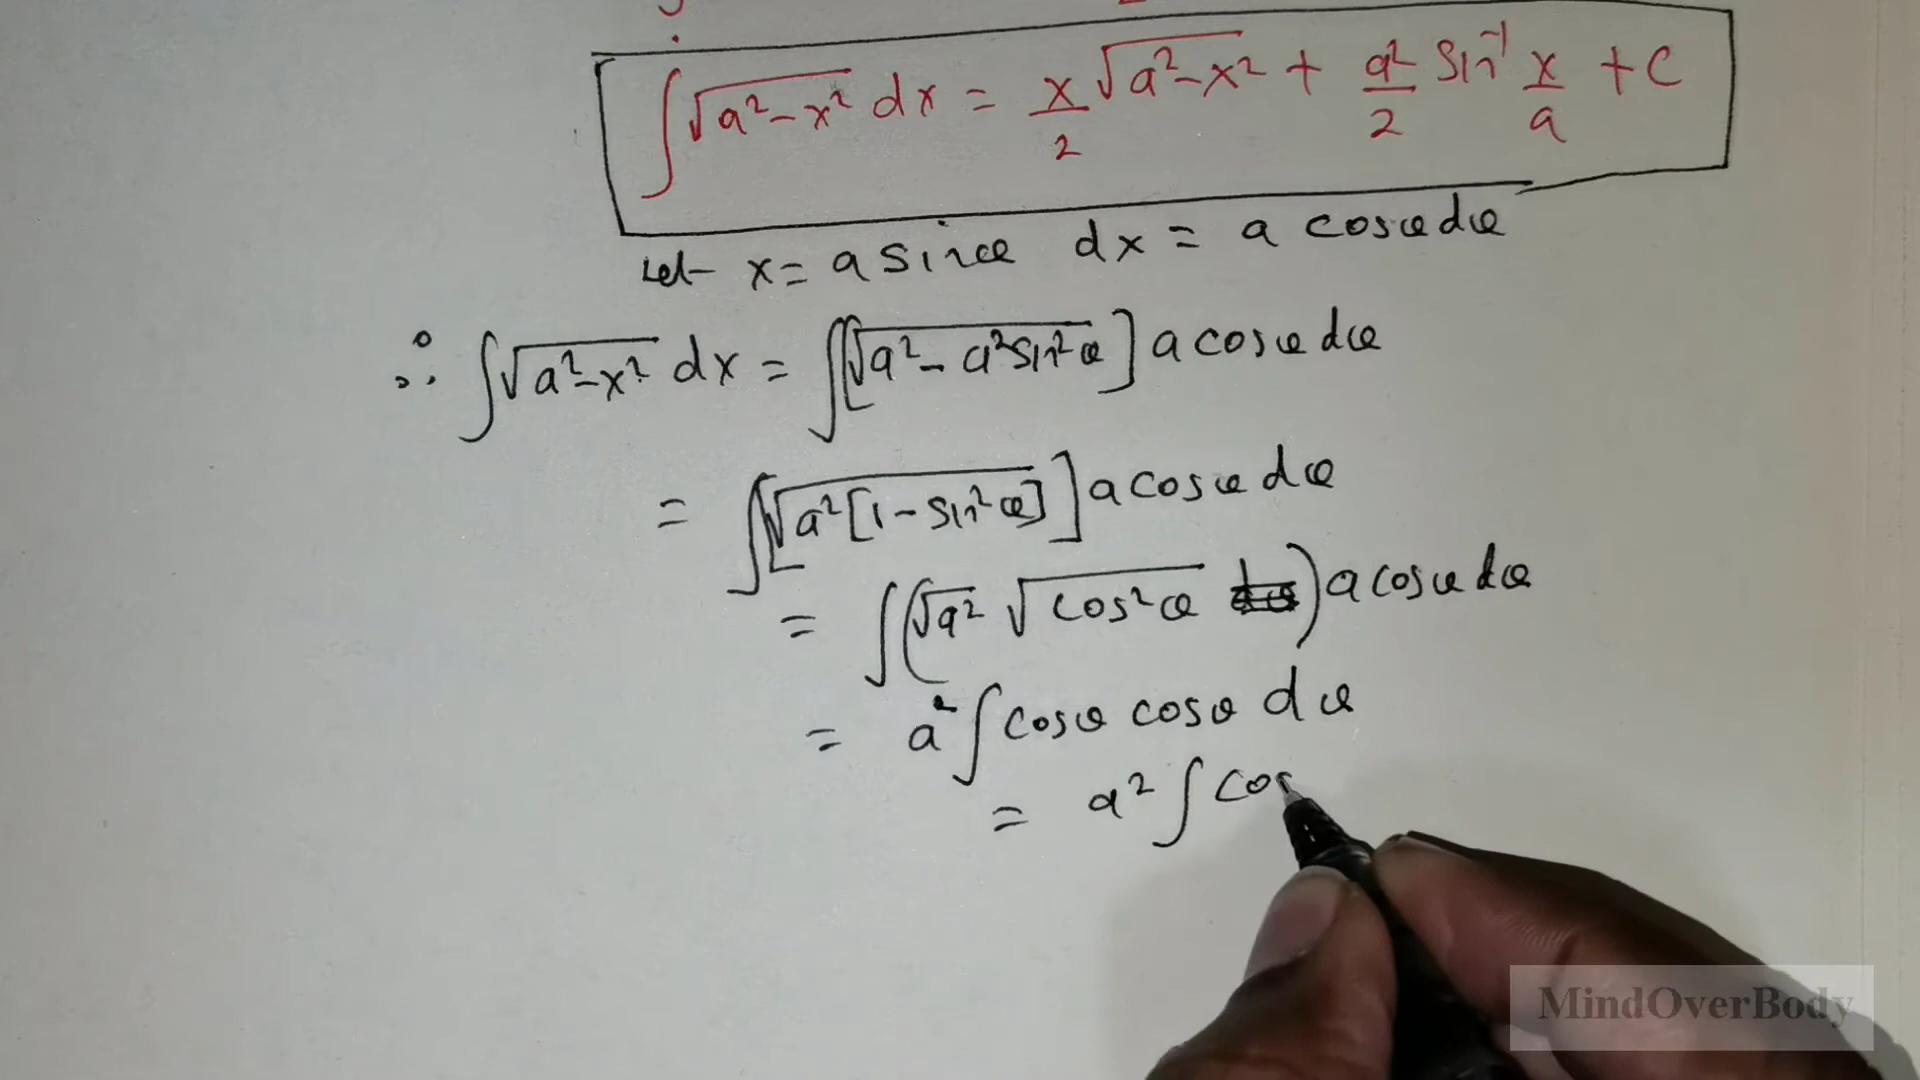 ∫√a²-x² dx = x/2 √a²-x² + a²/2 Sin⁻¹ x/a + C
Let x = a sinθ dx = a cosθ dθ
∴ ∫√a²-x² dx = ∫[√a² - a²Sin²θ] a cosθ dθ
= ∫[√a²[1 - Sin²θ]] a cosθ dθ
= ∫(√a² √cos²θ) a cosθ dθ
= a² ∫ cosθ cosθ dθ
= a² ∫ cos
MindOverBody